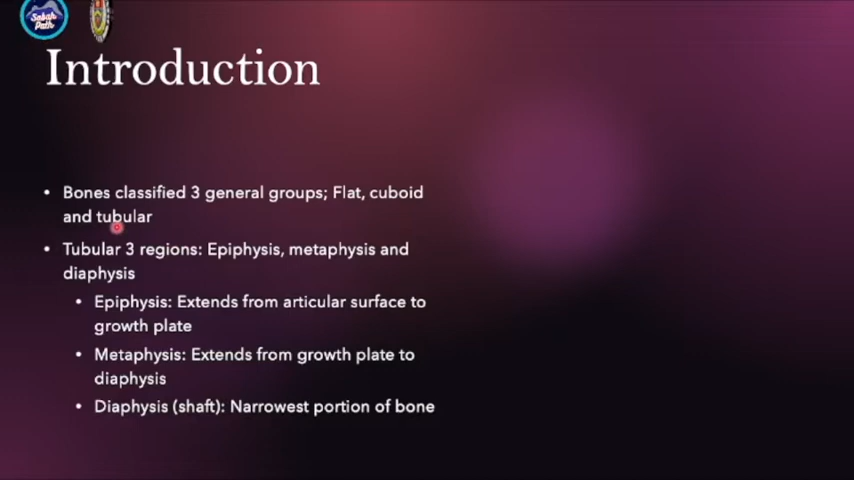 Sabah
Path
Introduction
• Bones classified 3 general groups; Flat, cuboid
and tubular
• Tubular 3 regions: Epiphysis, metaphysis and
diaphysis
• Epiphysis: Extends from articular surface to
growth plate
• Metaphysis: Extends from growth plate to
diaphysis
• Diaphysis (shaft): Narrowest portion of bone